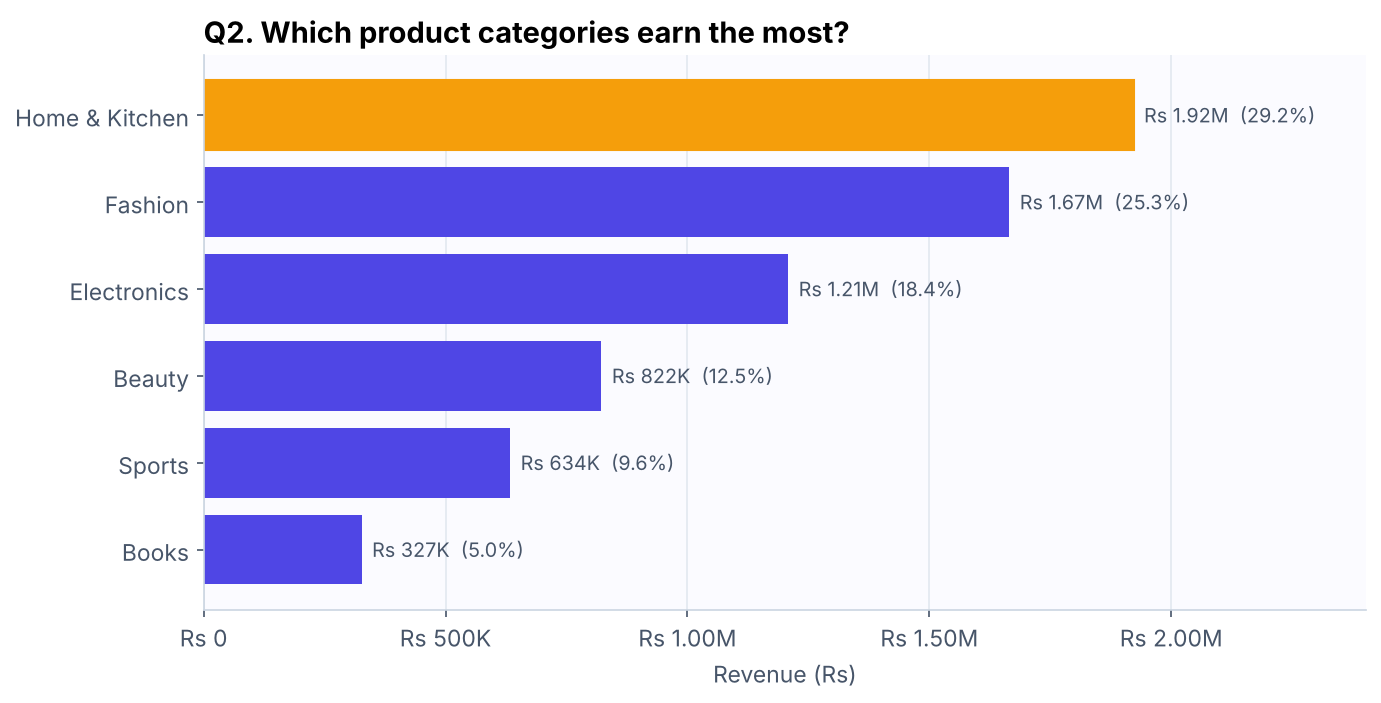 Q2. Which product categories earn the most?
Home & Kitchen Rs 1.92M (29.2%)
Fashion Rs 1.67M (25.3%)
Electronics Rs 1.21M (18.4%)
Beauty Rs 822K (12.5%)
Sports Rs 634K (9.6%)
Books Rs 327K (5.0%)
Rs 0 Rs 500K Rs 1.00M Rs 1.50M Rs 2.00M
Revenue (Rs)